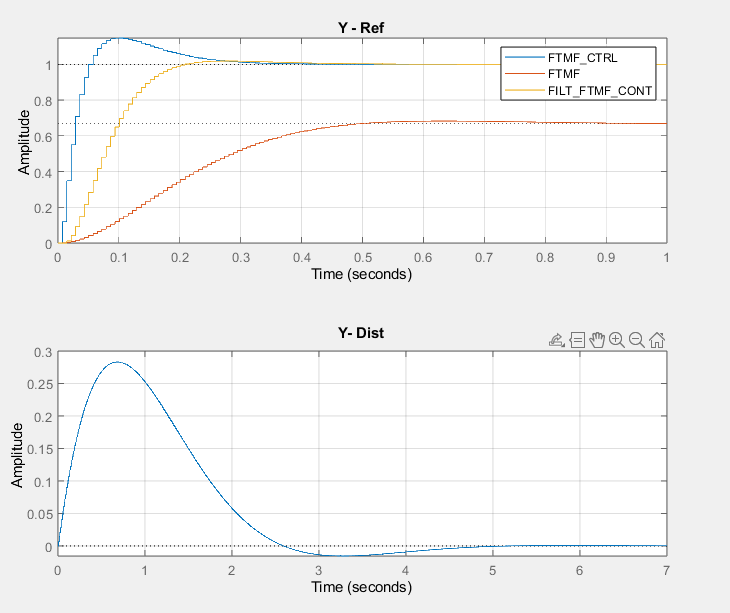 Y - Ref
FTMF_CTRL
FTMF
FILT_FTMF_CONT
Amplitude
1
0.8
0.6
0.4
0.2
0
0 0.1 0.2 0.3 0.4 0.5 0.6 0.7 0.8 0.9 1
Time (seconds)
Y- Dist
Amplitude
0.3
0.25
0.2
0.15
0.1
0.05
0
0 1 2 3 4 5 6 7
Time (seconds)